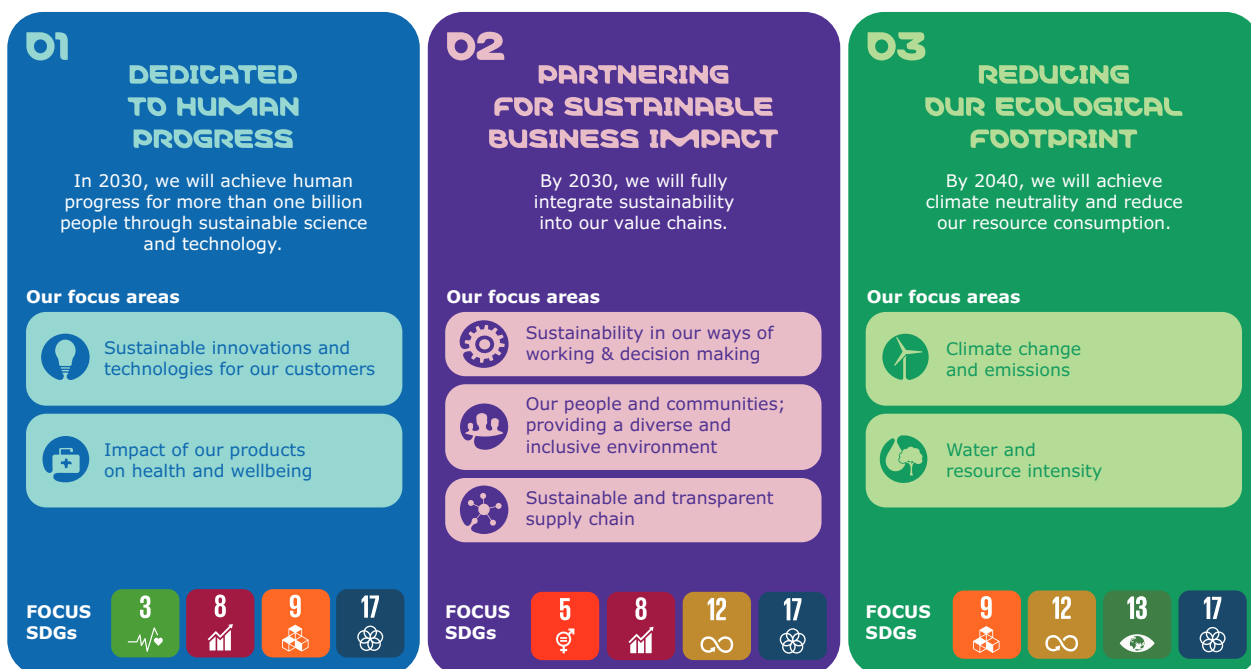 01
DEDICATED
TO HUMAN
PROGRESS
In 2030, we will achieve human
progress for more than one billion
people through sustainable science
and technology.
Our focus areas
Sustainable innovations and
technologies for our customers
Impact of our products
on health and wellbeing
FOCUS
SDGs
3 8 9 17
02
PARTNERING
FOR SUSTAINABLE
BUSINESS IMPACT
By 2030, we will fully
integrate sustainability
into our value chains.
Our focus areas
Sustainability in our ways of
working & decision making
Our people and communities;
providing a diverse and
inclusive environment
Sustainable and transparent
supply chain
FOCUS
SDGs
5 8 12 17
03
REDUCING
OUR ECOLOGICAL
FOOTPRINT
By 2040, we will achieve
climate neutrality and reduce
our resource consumption.
Our focus areas
Climate change
and emissions
Water and
resource intensity
FOCUS
SDGs
9 12 13 17